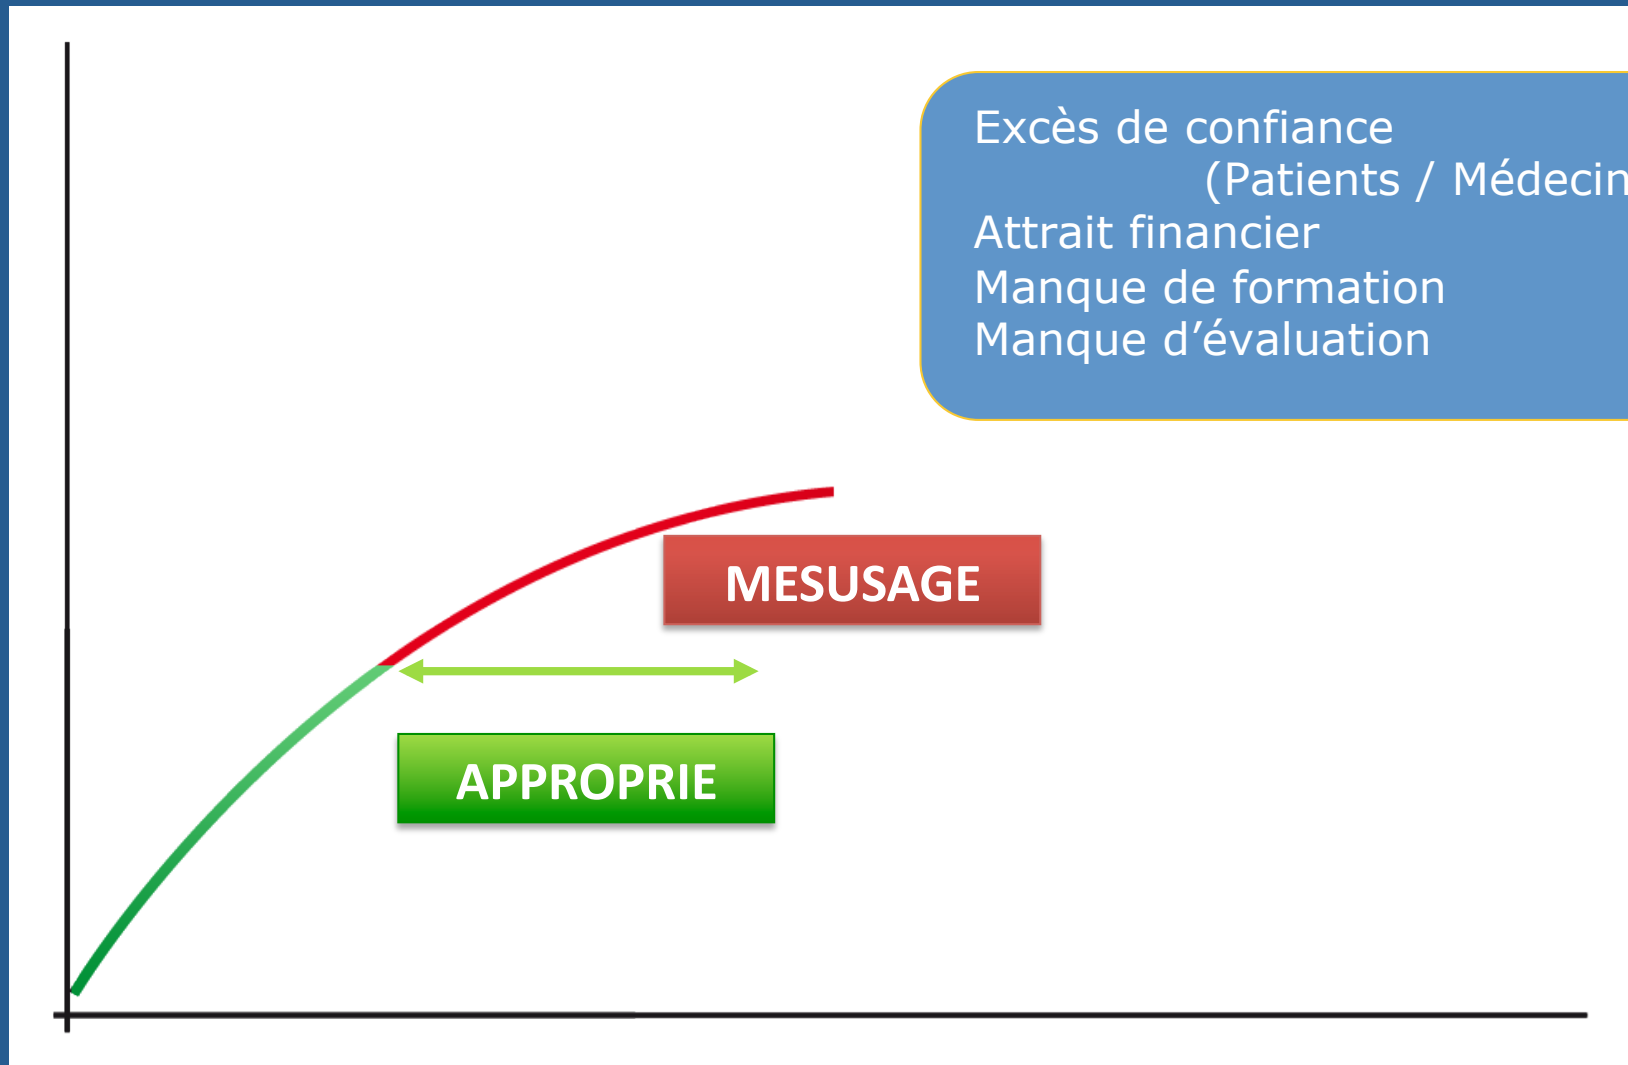 Excès de confiance
(Patients / Médecin
Attrait financier
Manque de formation
Manque d’évaluation
MESUSAGE
APPROPRIE